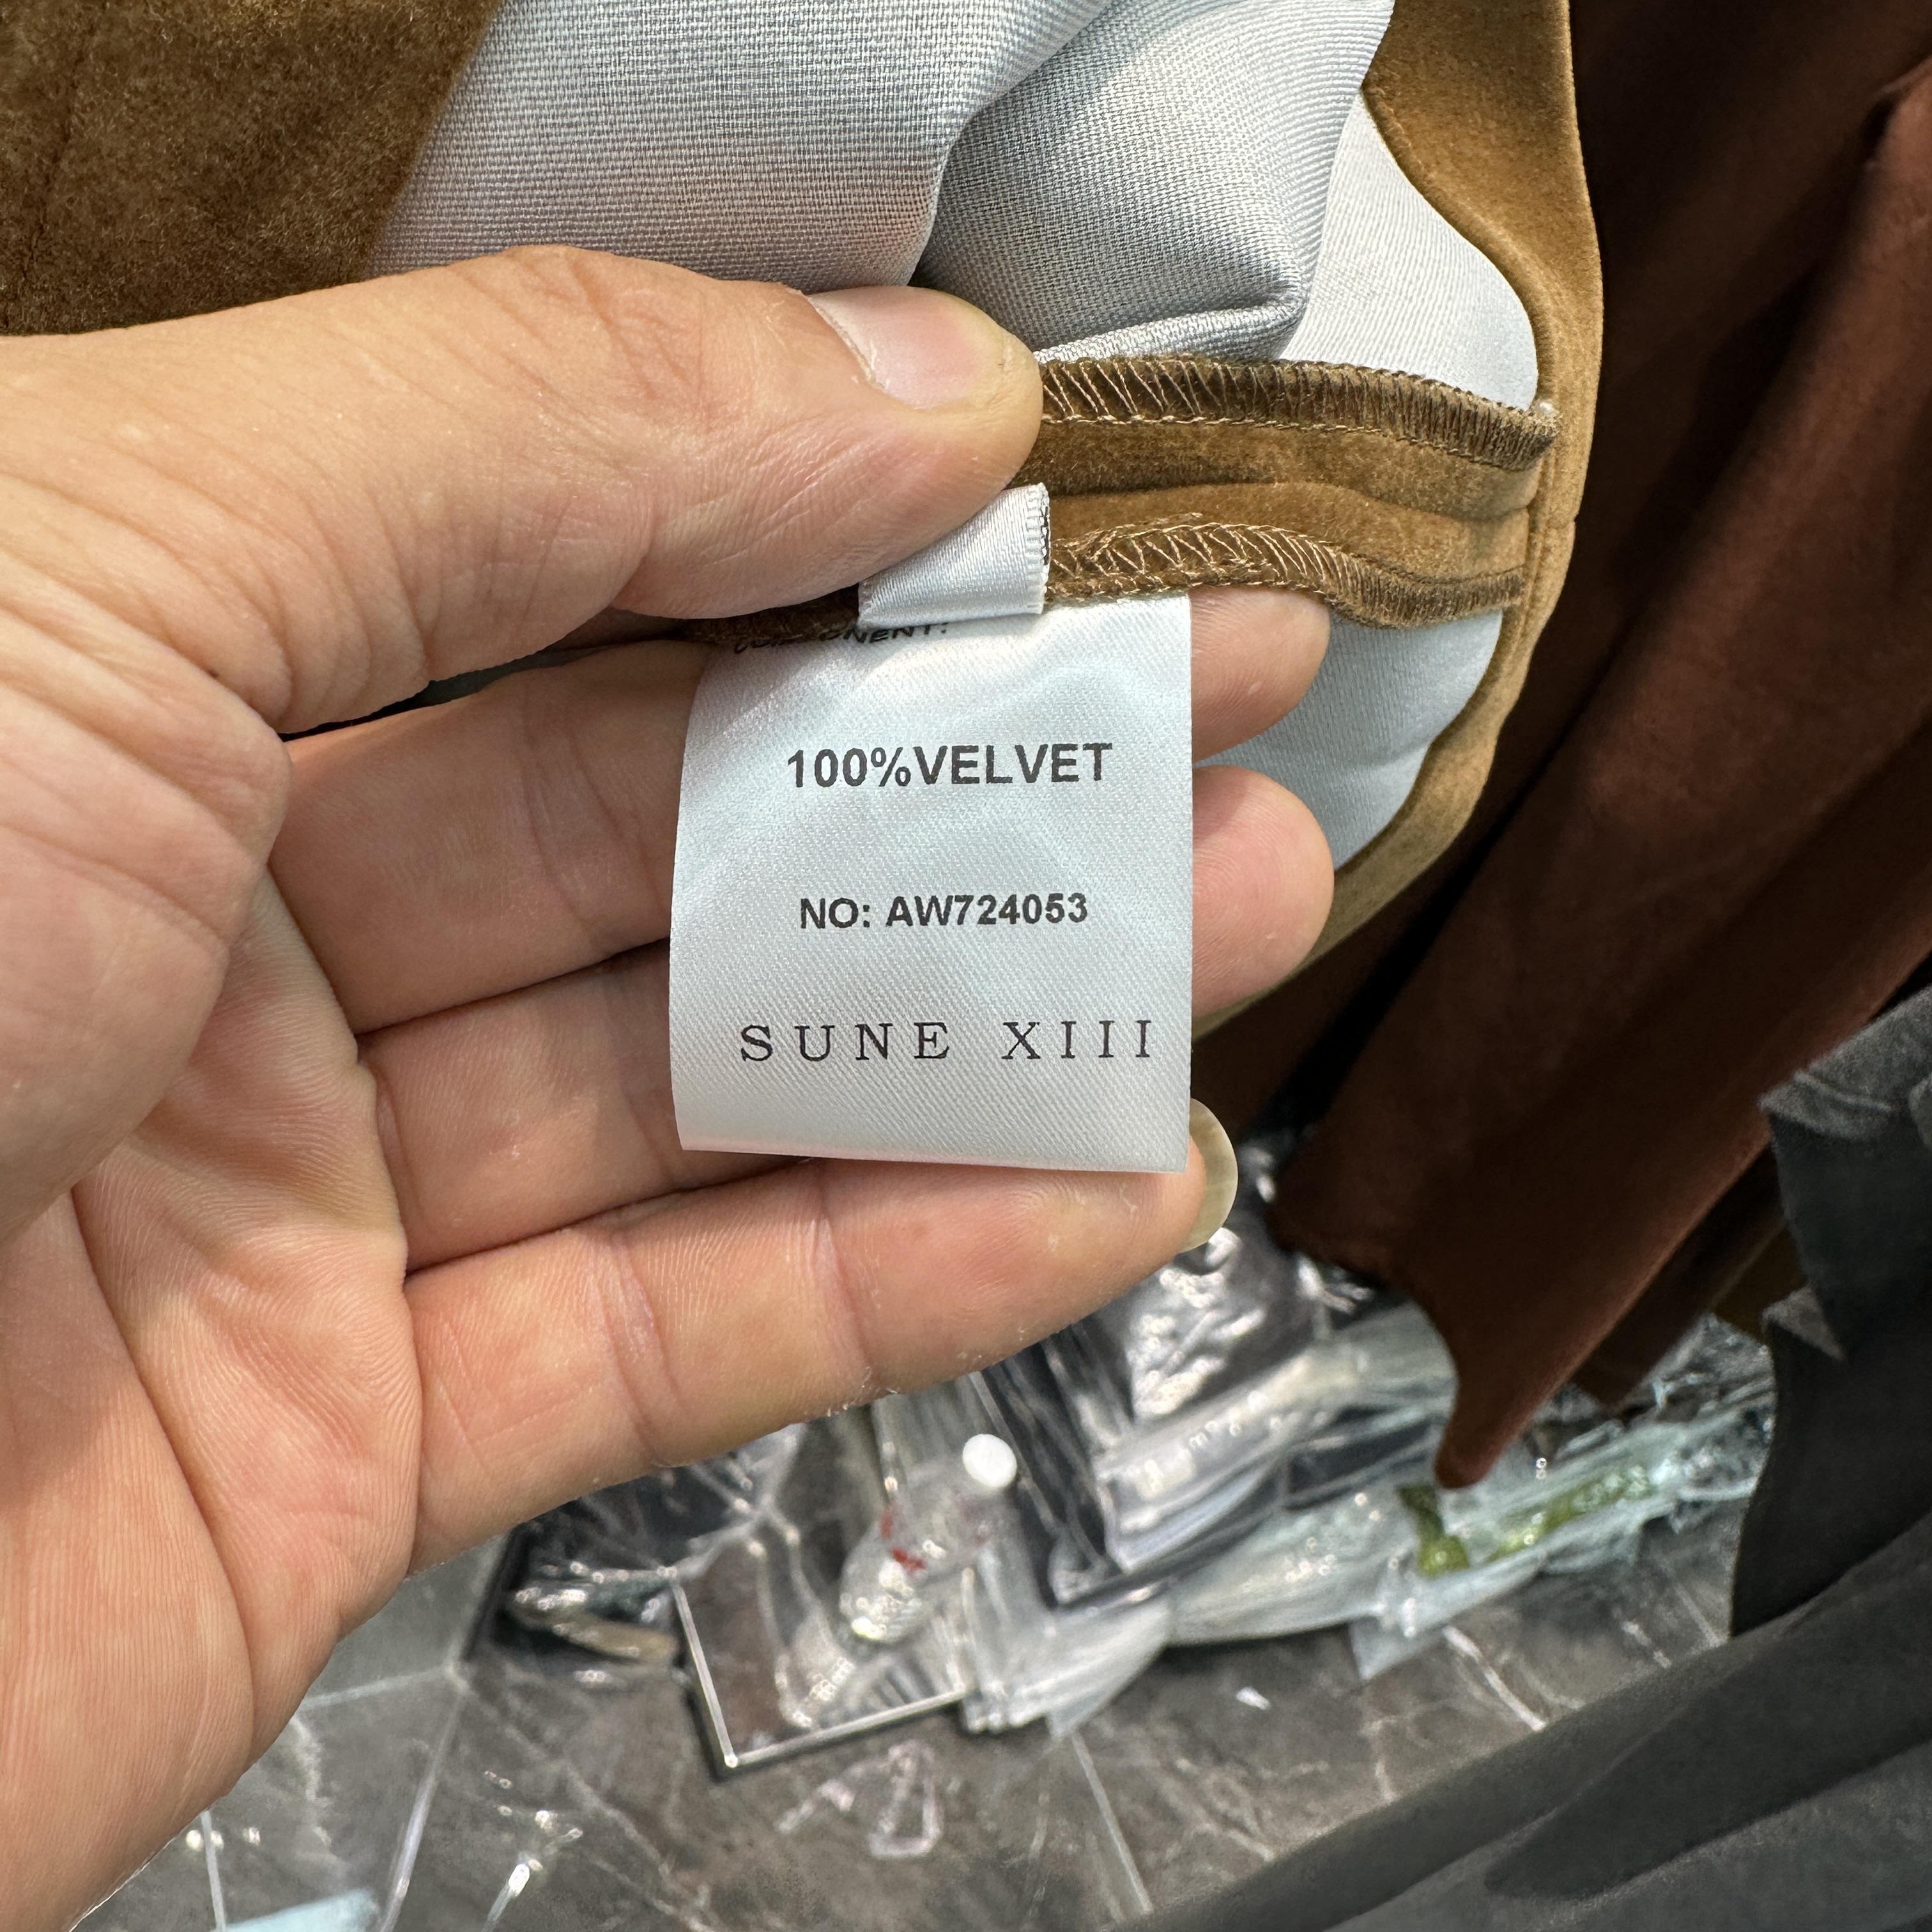 100%VELVET
NO: AW724053
SUNE XIII